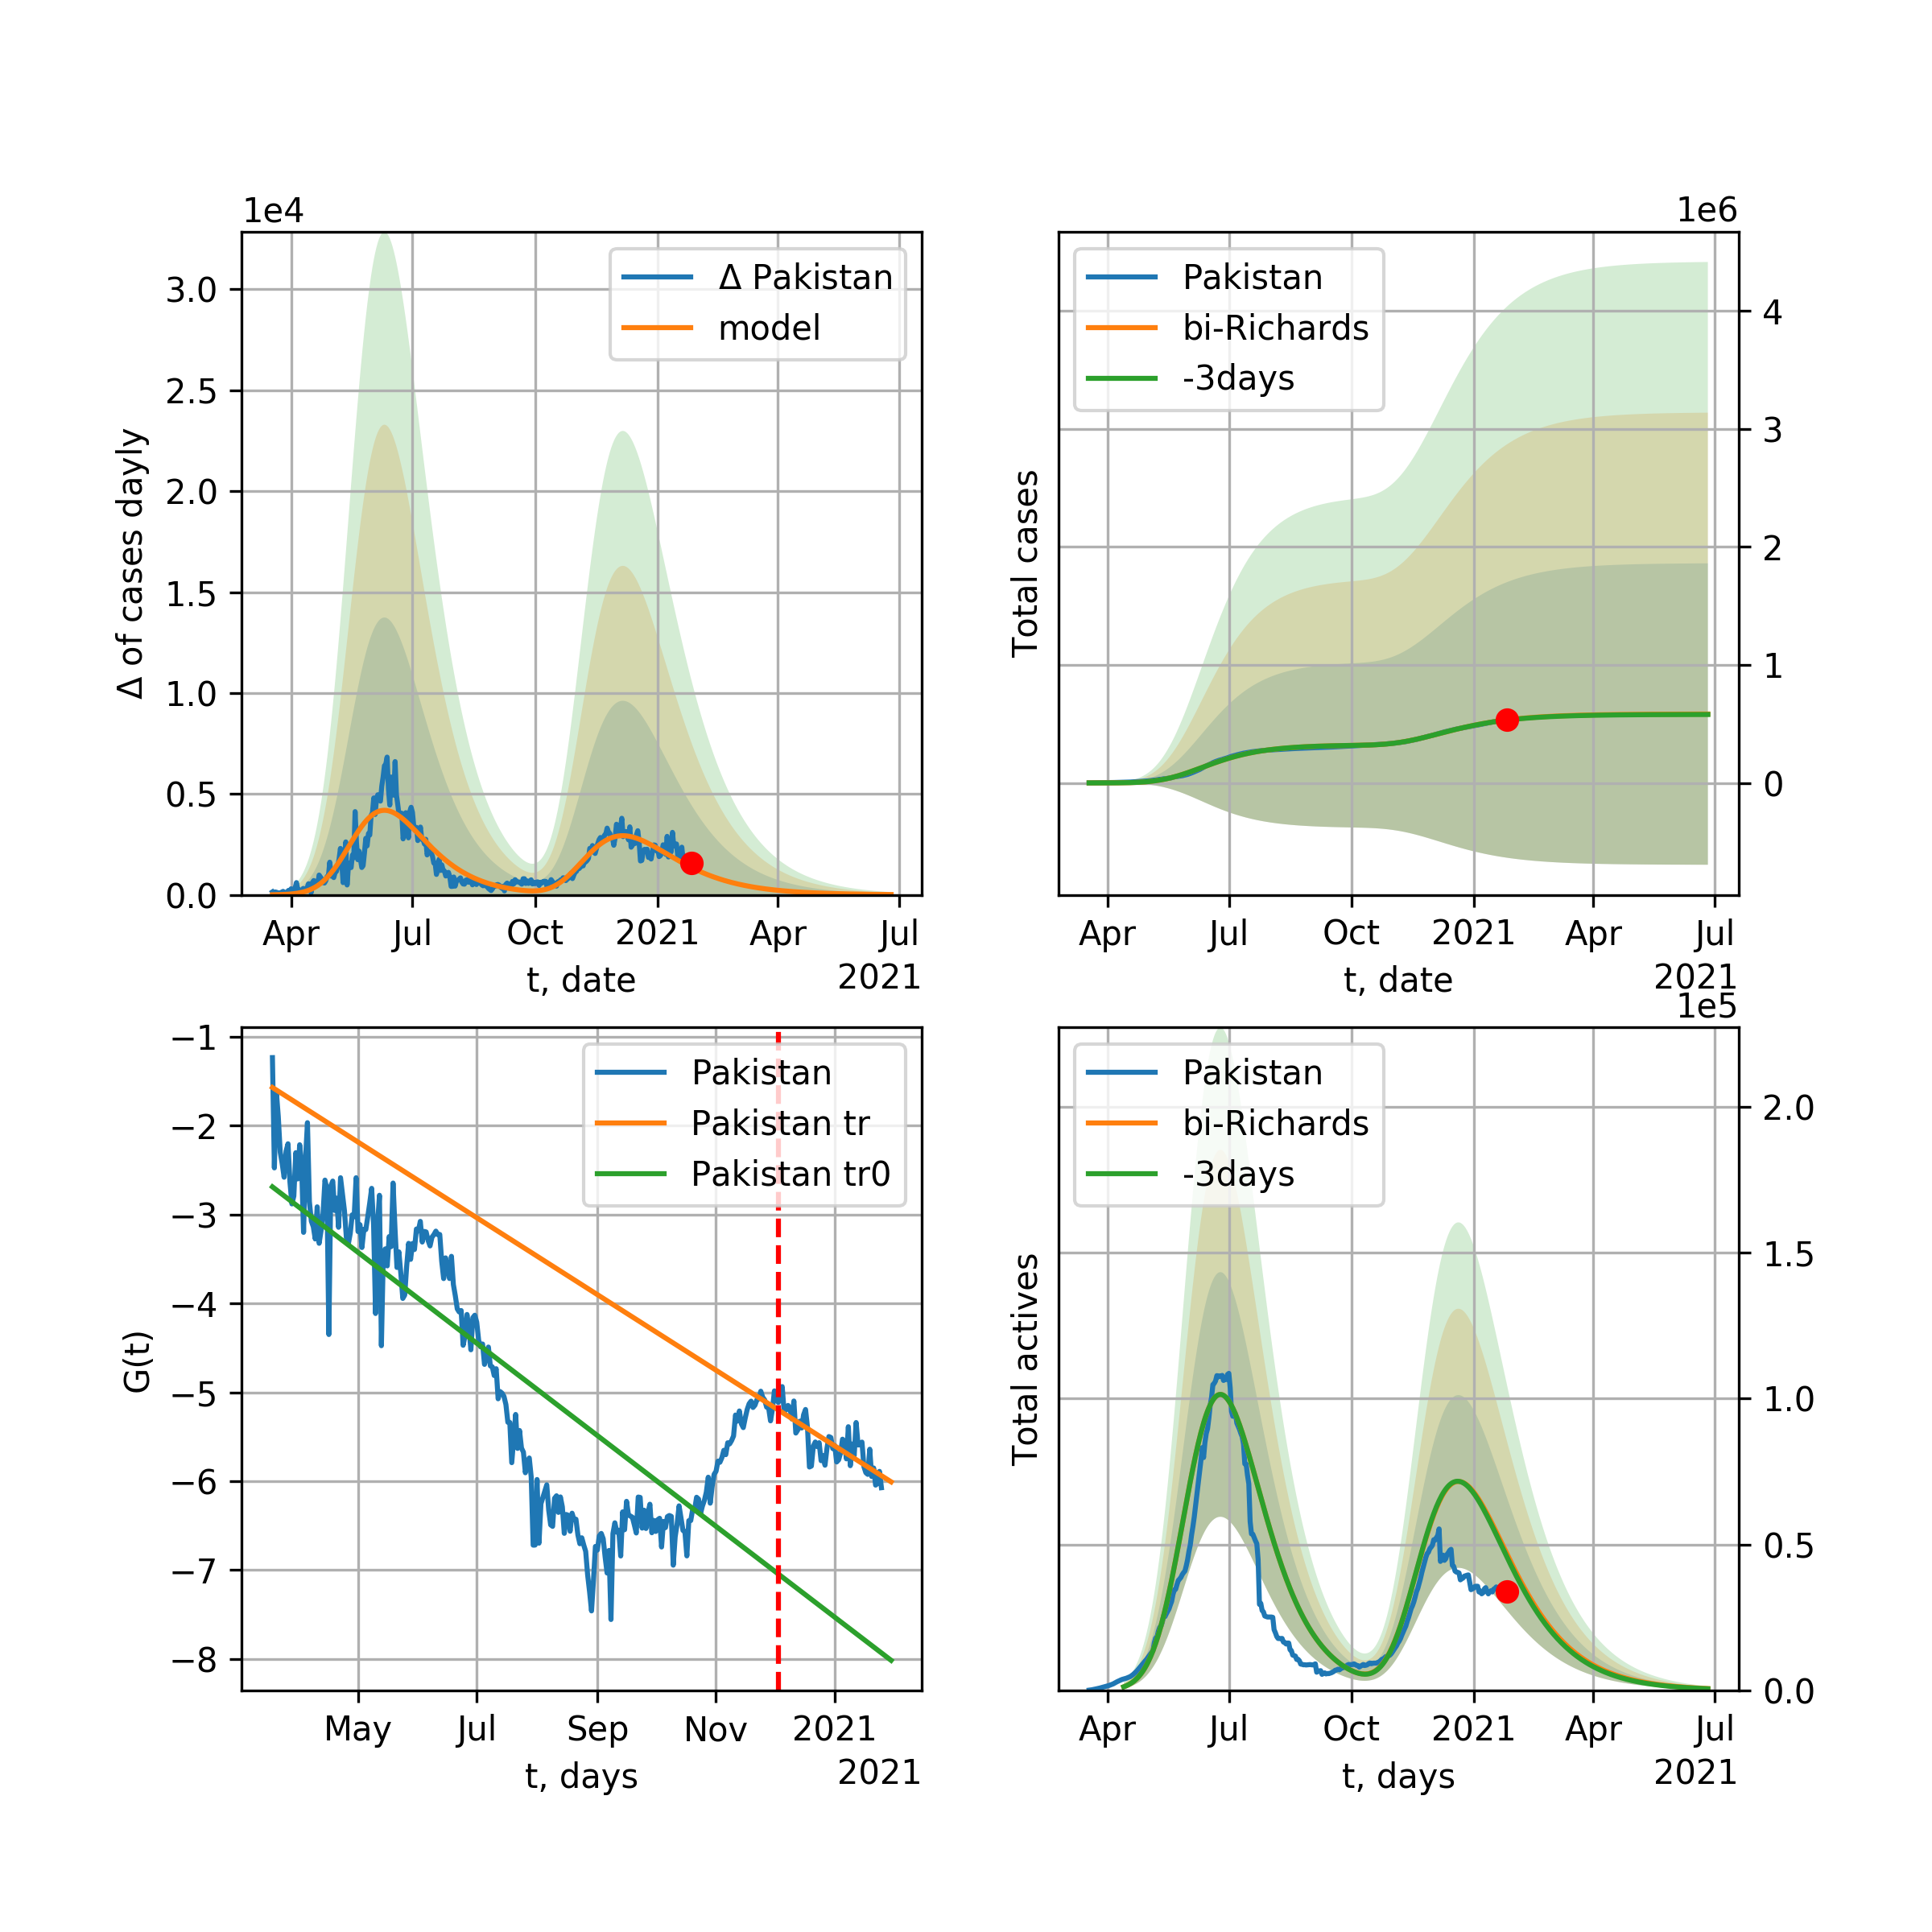 1e4
Δ of cases dayly
3.0
2.5
2.0
1.5
1.0
0.5
0.0
Δ Pakistan
model
Apr Jul Oct 2021 Apr Jul
t, date
2021
1e6
Total cases
Pakistan
bi-Richards
-3days
4
3
2
1
0
Apr Jul Oct 2021 Apr Jul
t, date
2021
G(t)
−1
−2
−3
−4
−5
−6
−7
−8
Pakistan
Pakistan tr
Pakistan tr0
May Jul Sep Nov 2021
t, days
2021
1e5
Total actives
Pakistan
bi-Richards
-3days
2.0
1.5
1.0
0.5
0.0
Apr Jul Oct 2021 Apr Jul
t, days
2021